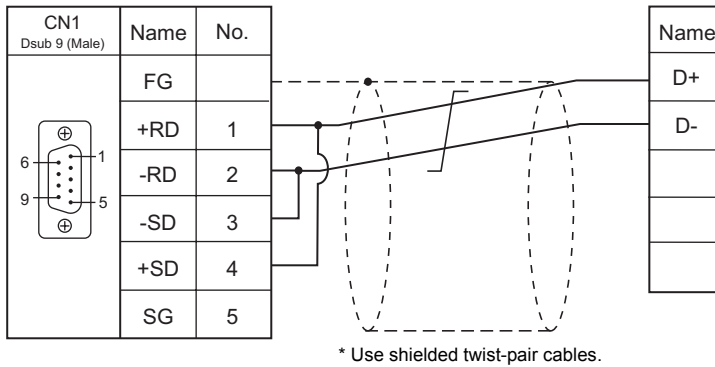 CN1
Dsub 9 (Male)
Name No.
FG
+RD 1
-RD 2
-SD 3
+SD 4
SG 5
6 1
9 5
Name
D+
D-
* Use shielded twist-pair cables.